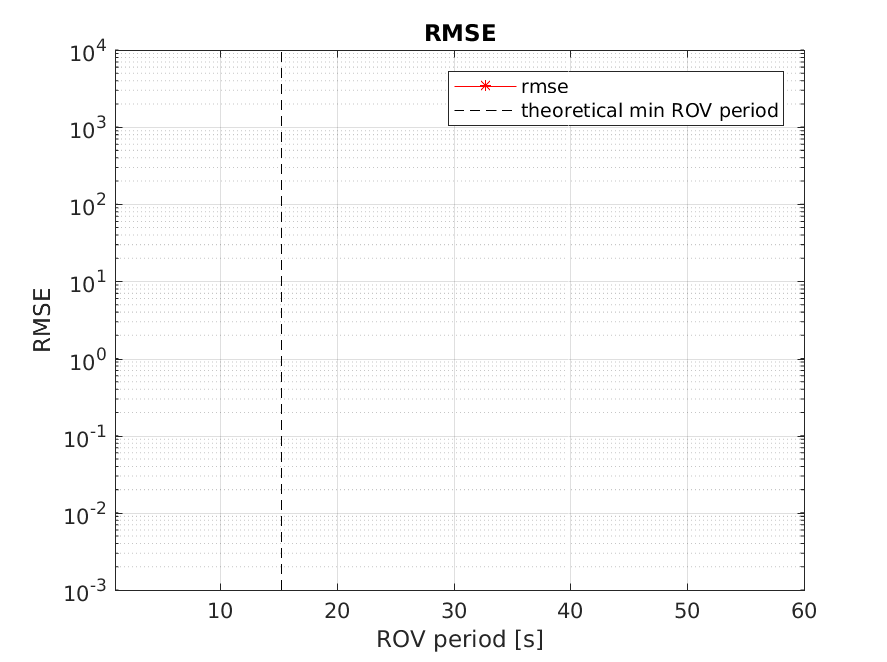 RMSE
rmse
theoretical min ROV period
RMSE
10^4
10^3
10^2
10^1
10^0
10^-1
10^-2
10^-3
10 20 30 40 50 60
ROV period [s]